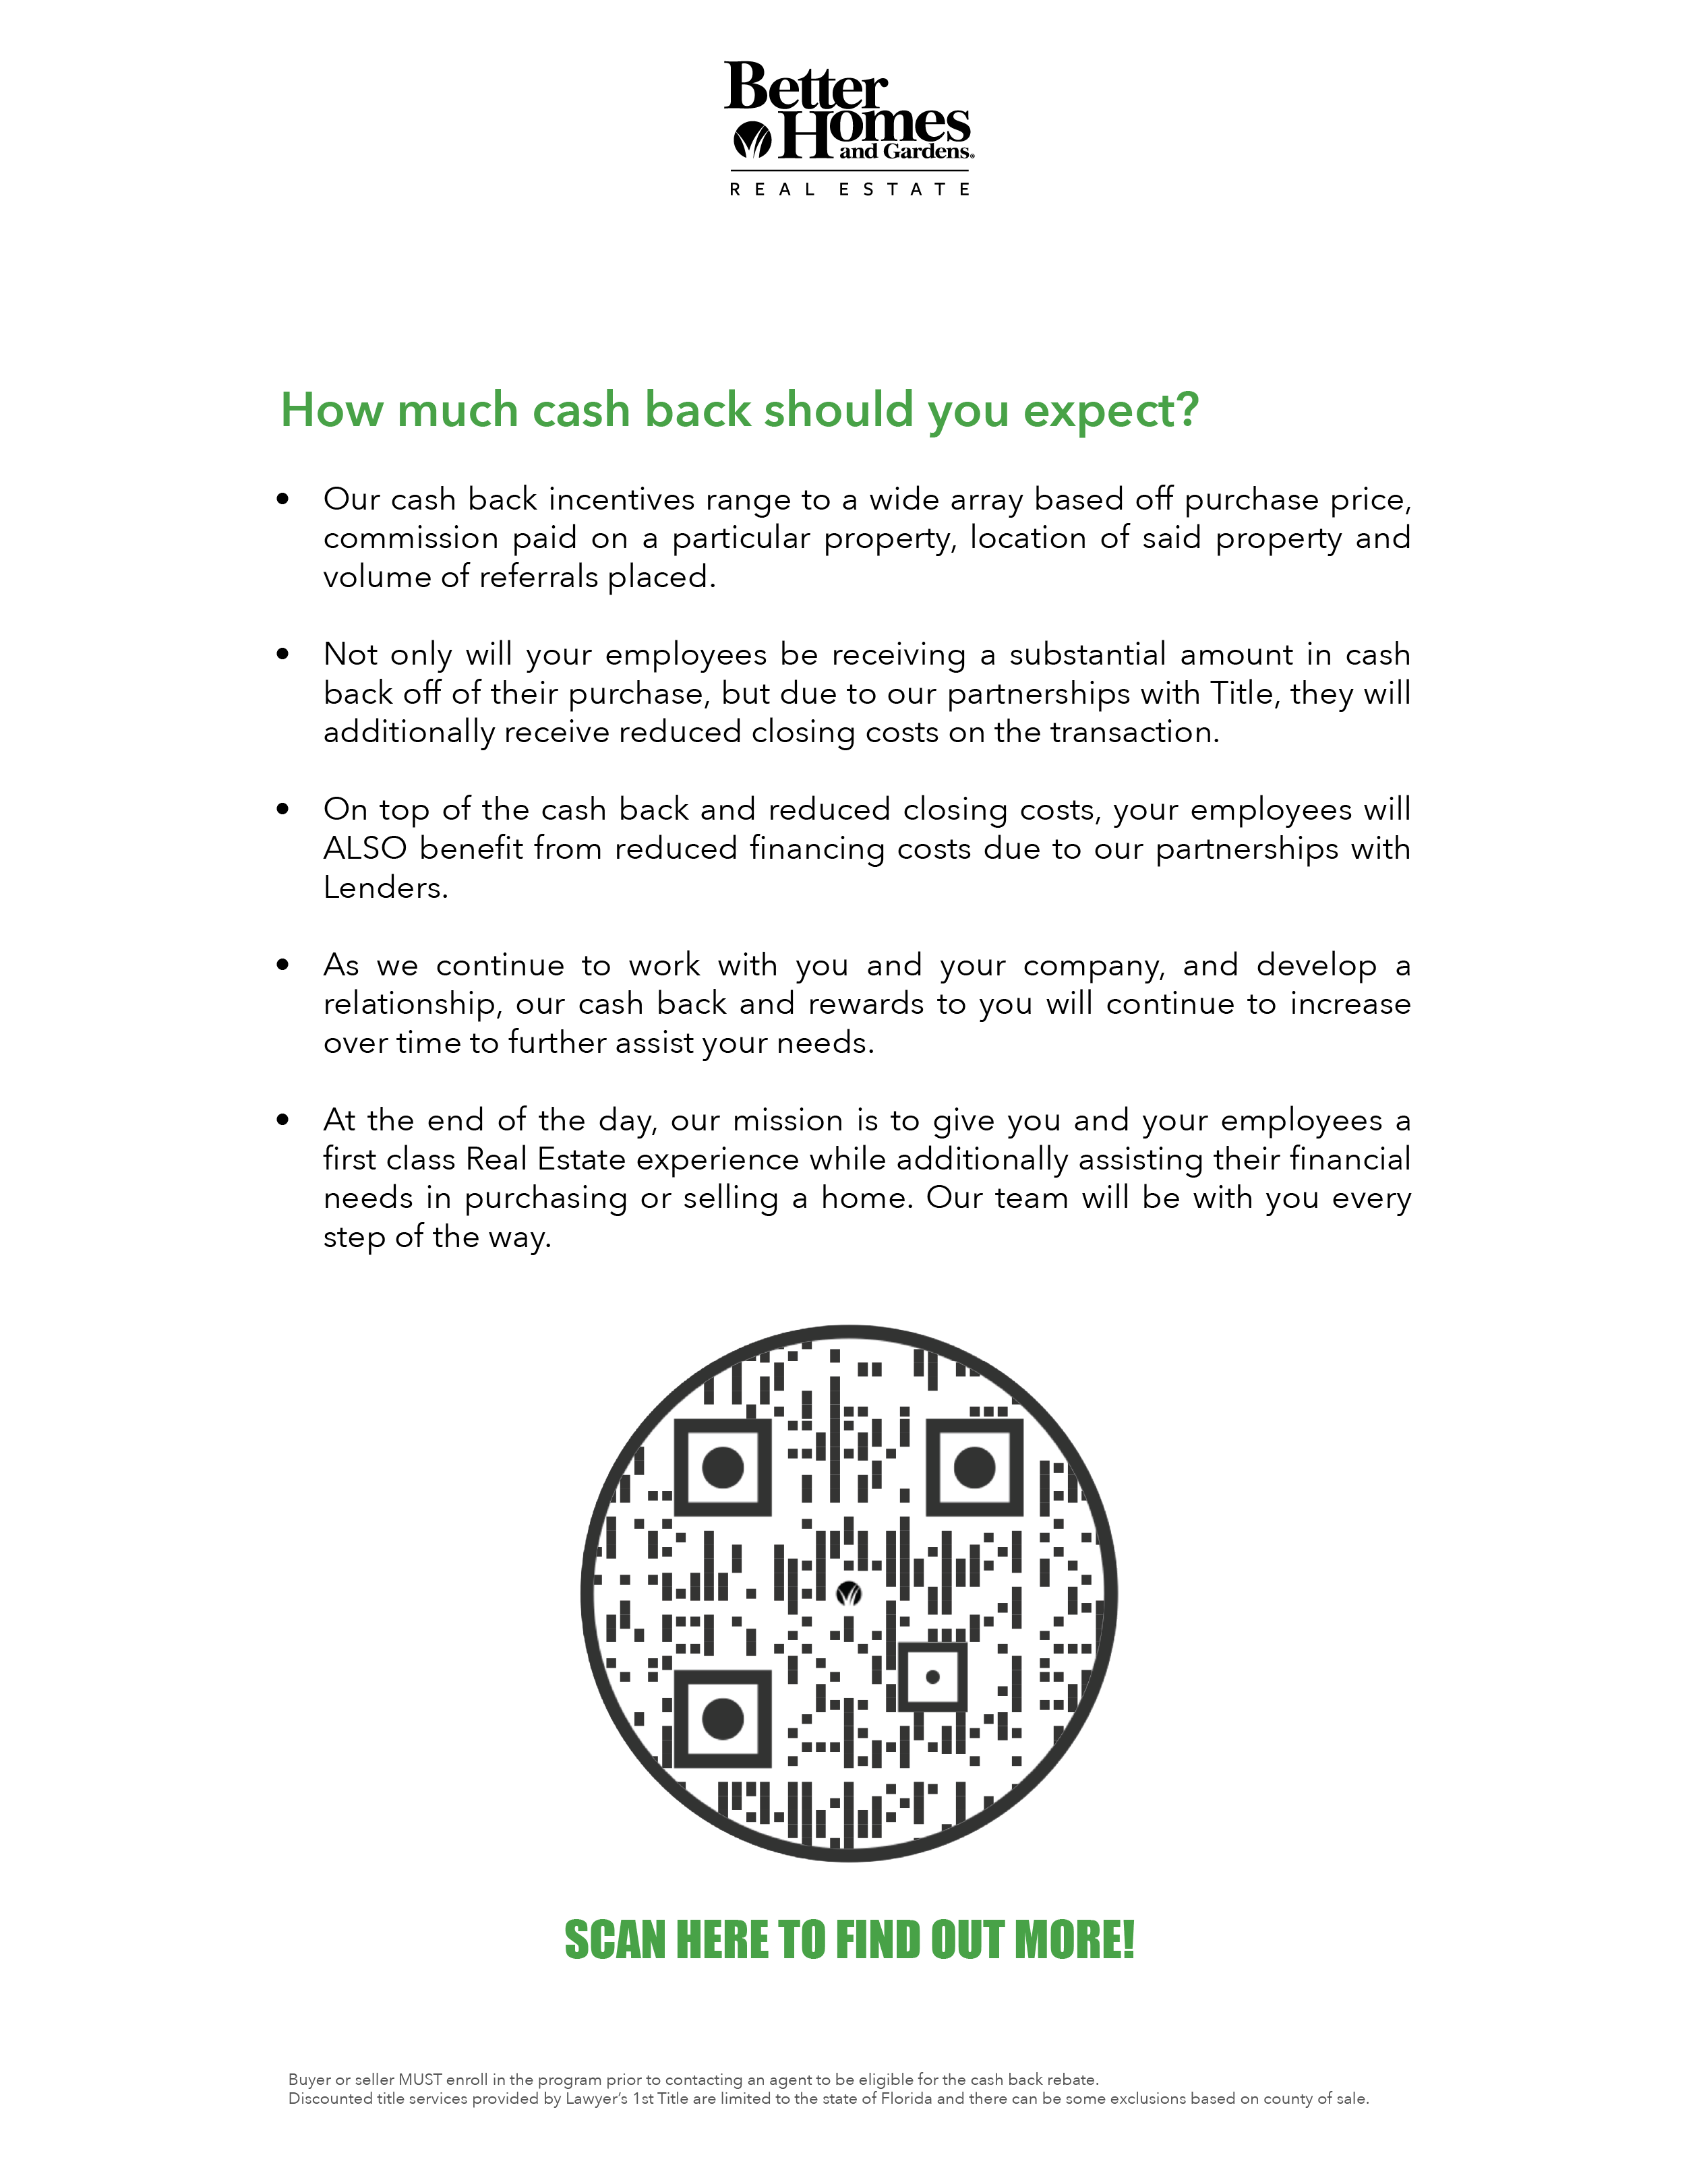 Better
Homes
and Gardens®
REAL ESTATE
How much cash back should you expect?
• Our cash back incentives range to a wide array based off purchase price,
commission paid on a particular property, location of said property and
volume of referrals placed.
• Not only will your employees be receiving a substantial amount in cash
back off of their purchase, but due to our partnerships with Title, they will
additionally receive reduced closing costs on the transaction.
• On top of the cash back and reduced closing costs, your employees will
ALSO benefit from reduced financing costs due to our partnerships with
Lenders.
• As we continue to work with you and your company, and develop a
relationship, our cash back and rewards to you will continue to increase
over time to further assist your needs.
• At the end of the day, our mission is to give you and your employees a
first class Real Estate experience while additionally assisting their financial
needs in purchasing or selling a home. Our team will be with you every
step of the way.
SCAN HERE TO FIND OUT MORE!
Buyer or seller MUST enroll in the program prior to contacting an agent to be eligible for the cash back rebate.
Discounted title services provided by Lawyer’s 1st Title are limited to the state of Florida and there can be some exclusions based on county of sale.